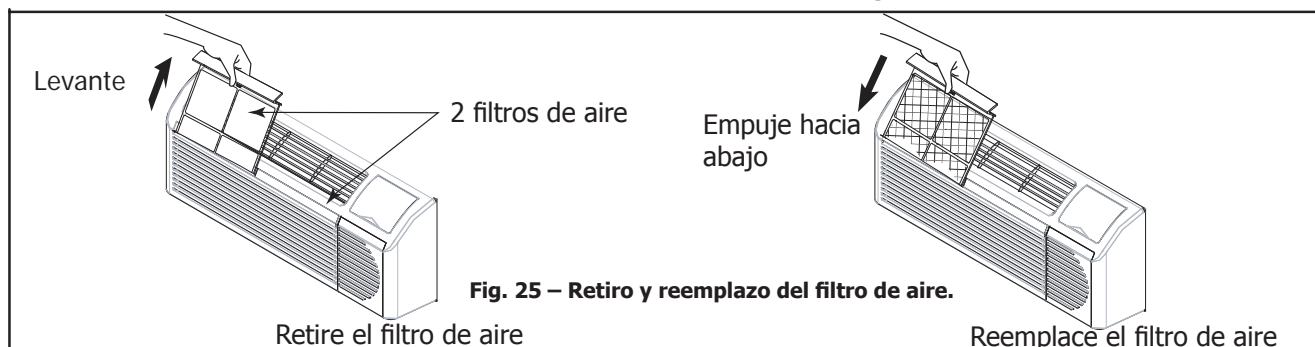 Levante
2 filtros de aire
Empuje hacia
abajo
Fig. 25 – Retiro y reemplazo del filtro de aire.
Retire el filtro de aire
Reemplace el filtro de aire